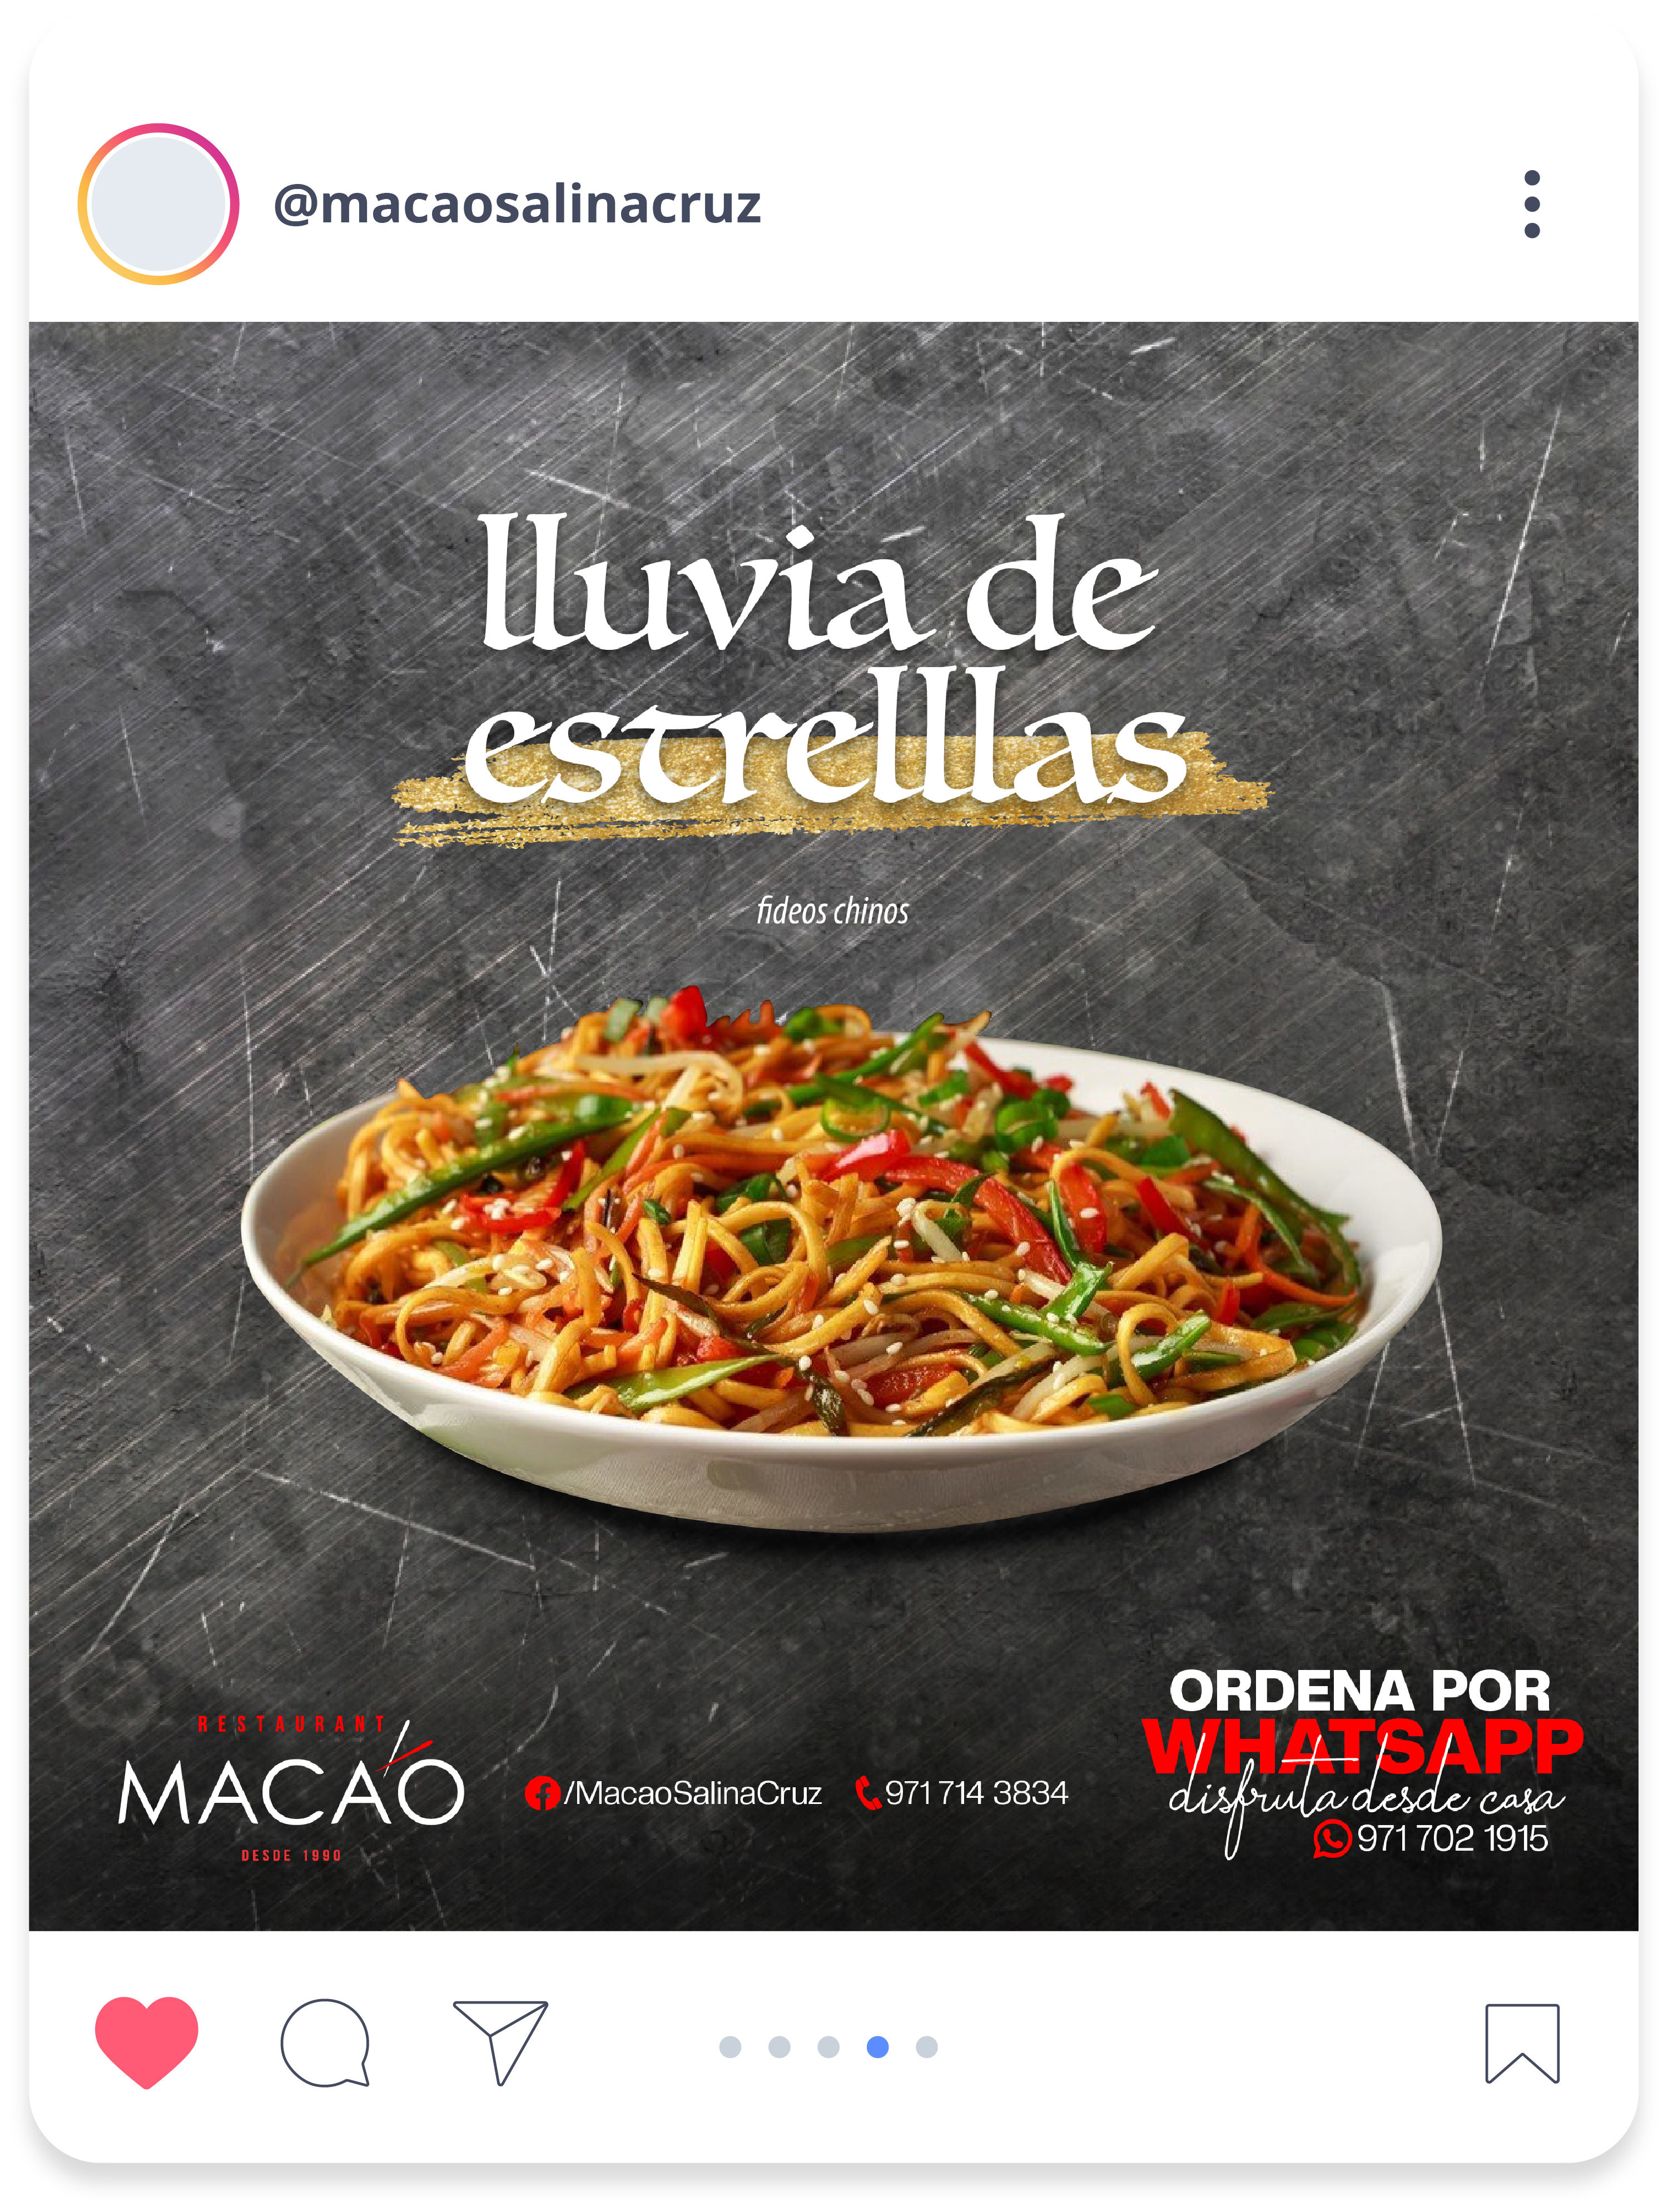 @macaosalinacruz
lluvia de
estrelllas
fideos chinos
RESTAURANT
MACAO
DESDE 1990
/MacaoSalinaCruz
971 714 3834
ORDENA POR
WHATSAPP
disfruta desde casa
971 702 1915